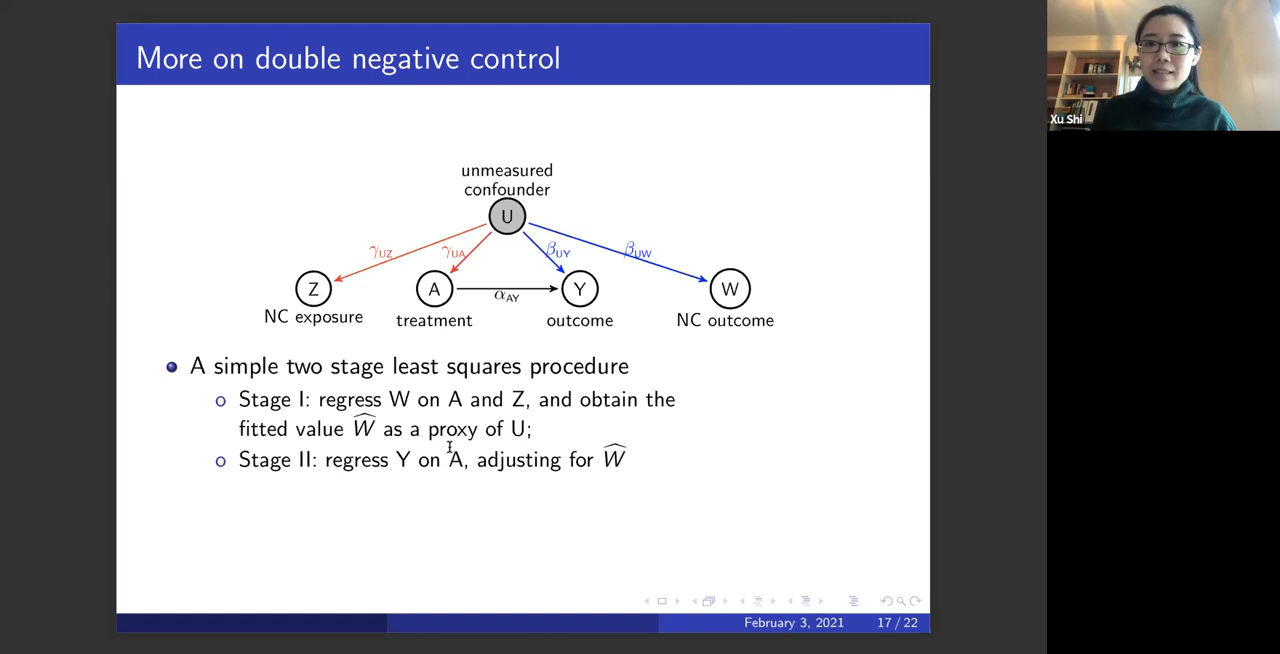 More on double negative control
Xu Shi
unmeasured
confounder
U
γUZ
γUA
βUY
βUW
Z
A
Y
W
αAY
NC exposure
treatment
outcome
NC outcome
A simple two stage least squares procedure
Stage I: regress W on A and Z, and obtain the
fitted value Ŵ as a proxy of U;
Stage II: regress Y on A, adjusting for Ŵ
February 3, 2021
17 / 22